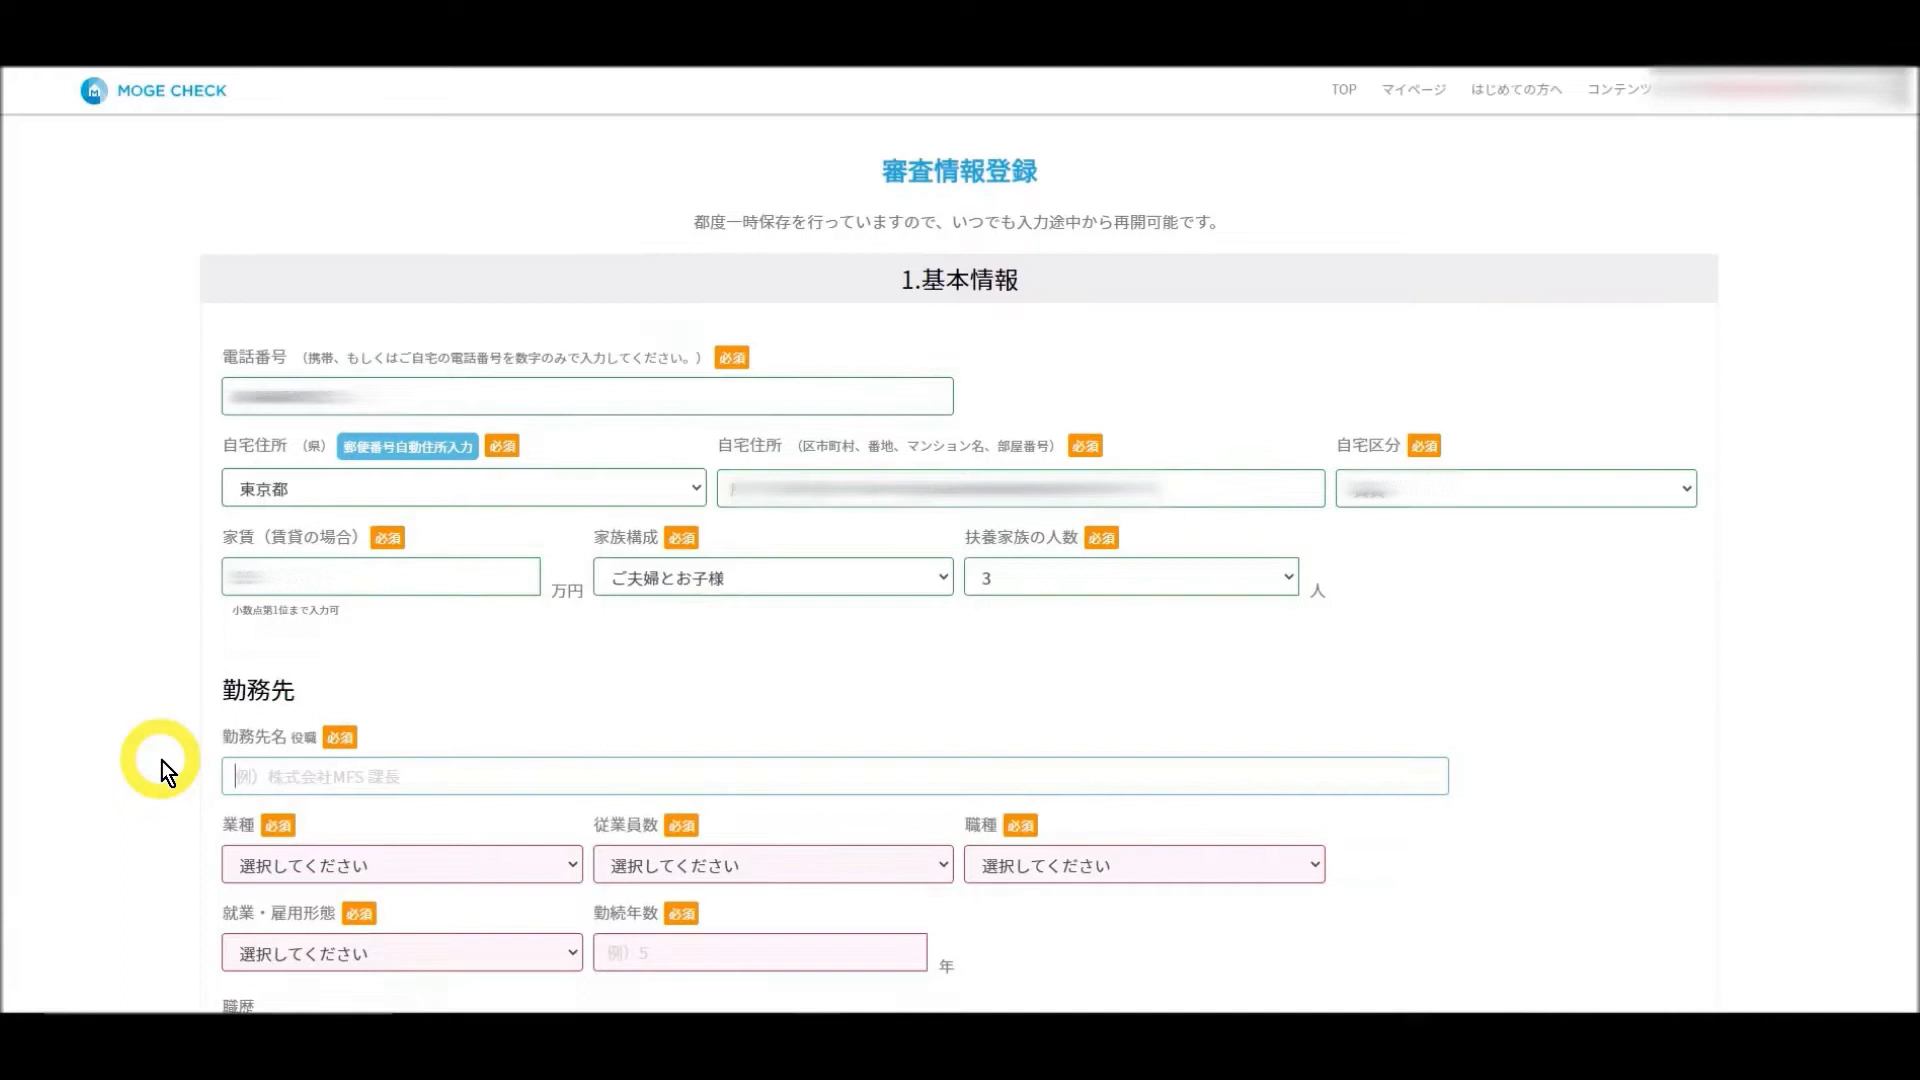 MOGE CHECK
TOP マイページ はじめての方へ コンテンツ
審査情報登録
都度一時保存を行っていますので、いつでも入力途中から再開可能です。
1.基本情報
電話番号 （携帯、もしくはご自宅の電話番号を数字のみで入力してください。） 必須
自宅住所 （県） 郵便番号自動住所入力 必須 自宅住所 （区市町村、番地、マンション名、部屋番号） 必須 自宅区分 必須
東京都
家賃（賃貸の場合） 必須 家族構成 必須 扶養家族の人数 必須
万円 ご夫婦とお子様 3 人
小数点第1位まで入力可
勤務先
勤務先名 役職 必須
例）株式会社MFS 課長
業種 必須 従業員数 必須 職種 必須
選択してください 選択してください 選択してください
就業・雇用形態 必須 勤続年数 必須
選択してください 例）5 年
職歴